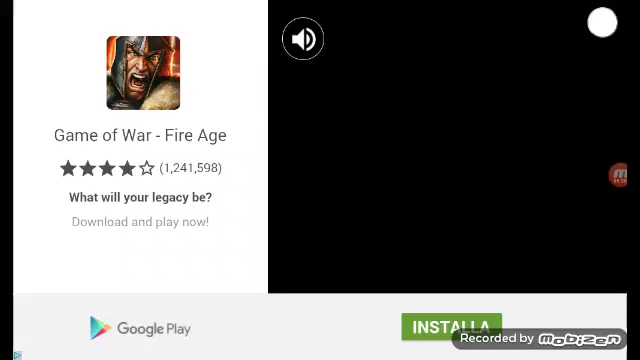 Game of War - Fire Age
(1,241,598)
What will your legacy be?
Download and play now!
Google Play
INSTALLA
Recorded by mobizen